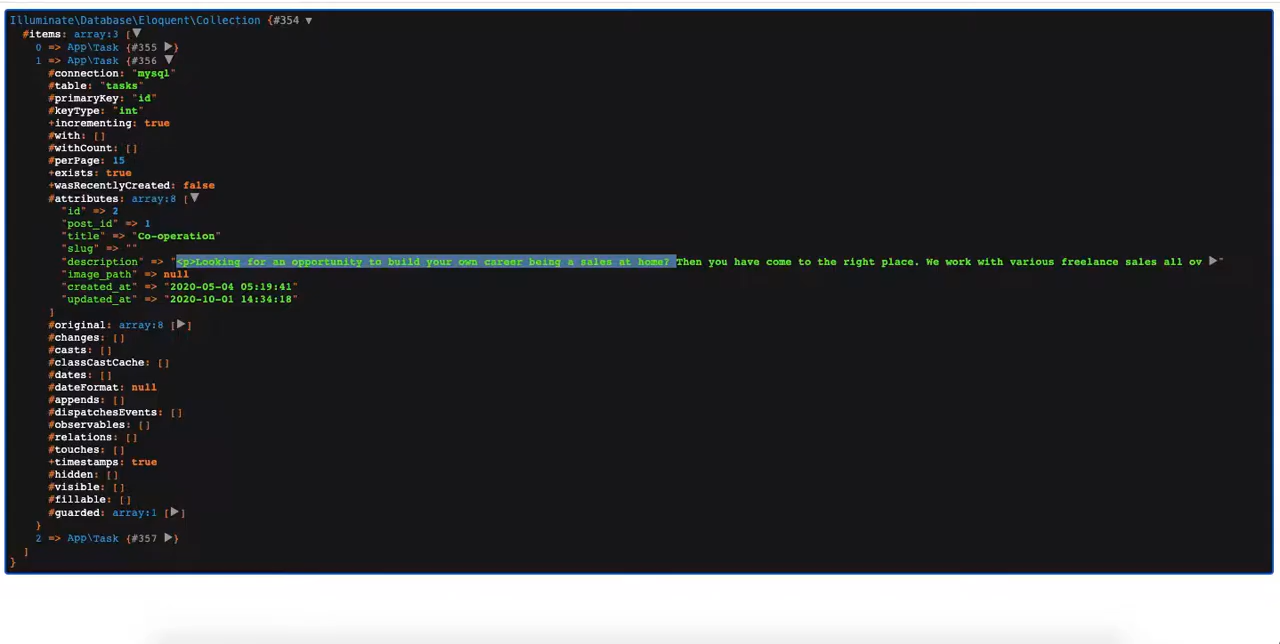 Illuminate\Database\Eloquent\Collection {#354 ▼
#items: array:3 [▼
0 => App\Task {#355 ▶}
1 => App\Task {#356 ▼
#connection: "mysql"
#table: "tasks"
#primaryKey: "id"
#keyType: "int"
+incrementing: true
#with: []
#withCount: []
#perPage: 15
+exists: true
+wasRecentlyCreated: false
#attributes: array:8 [▼
"id" => 2
"post_id" => 1
"title" => "Co-operation"
"slug" => ""
"description" => "<p>Looking for an opportunity to build your own career being a sales at home? Then you have come to the right place. We work with various freelance sales all ov ▶"
"image_path" => null
"created_at" => "2020-05-04 05:19:41"
"updated_at" => "2020-10-01 14:34:18"
]
#original: array:8 [▶]
#changes: []
#casts: []
#classCastCache: []
#dates: []
#dateFormat: null
#appends: []
#dispatchesEvents: []
#observables: []
#relations: []
#touches: []
+timestamps: true
#hidden: []
#visible: []
#fillable: []
#guarded: array:1 [▶]
}
2 => App\Task {#357 ▶}
]
}